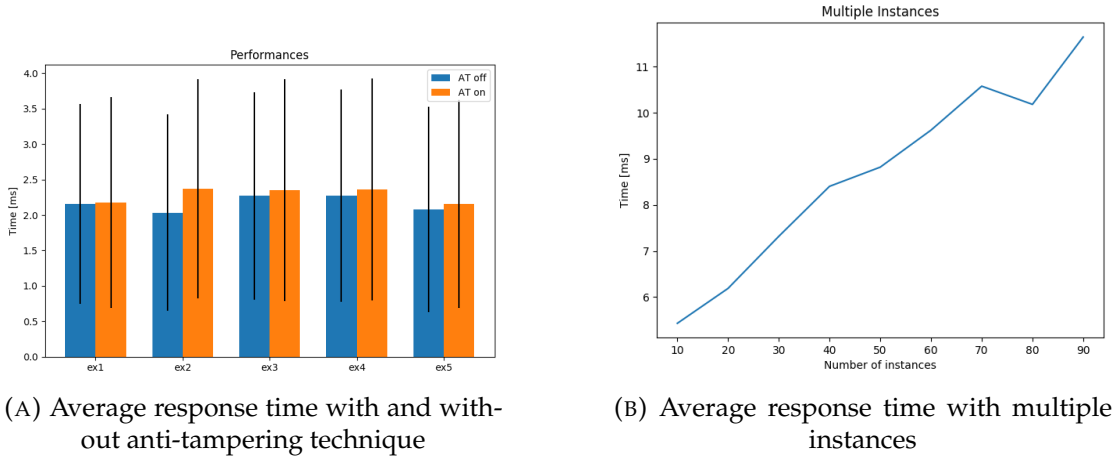 Performances
AT off
AT on
4.0
3.5
3.0
2.5
2.0
1.5
1.0
0.5
0.0
Time [ms]
ex1 ex2 ex3 ex4 ex5
(A) Average response time with and with-
out anti-tampering technique
Multiple Instances
11
10
9
8
7
6
Time [ms]
10 20 30 40 50 60 70 80 90
Number of instances
(B) Average response time with multiple
instances